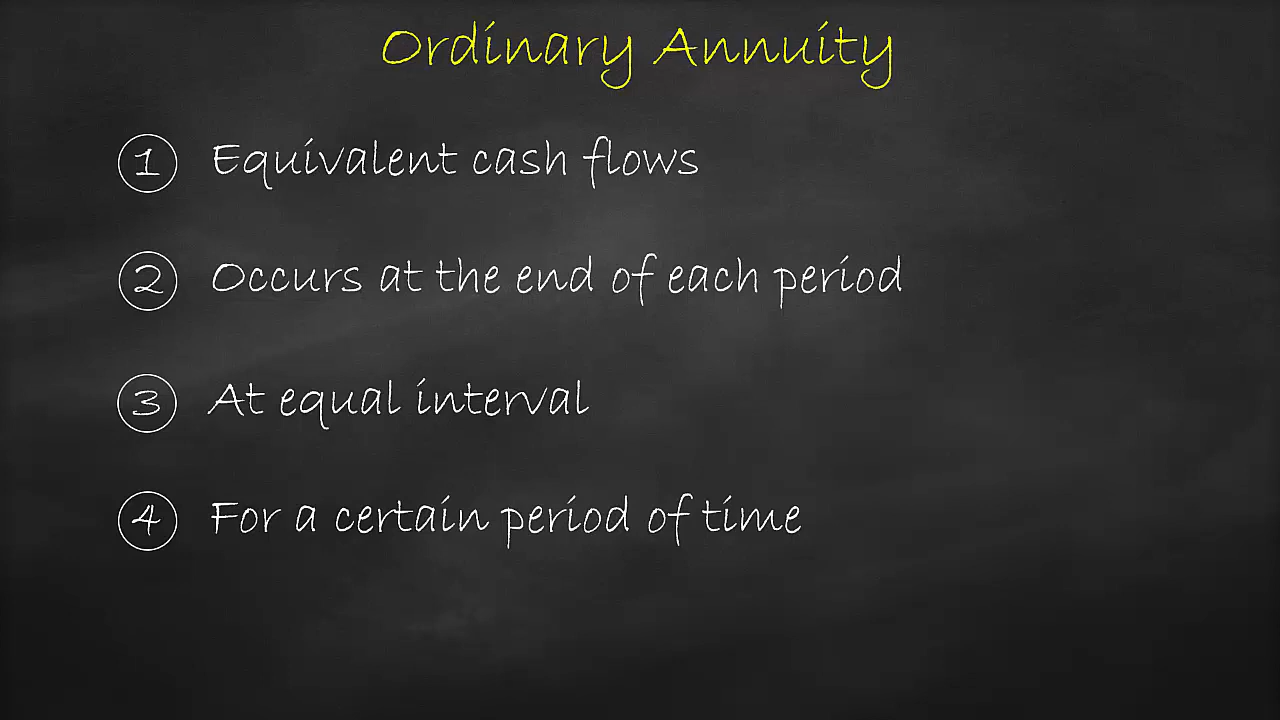 Ordinary Annuity
1 Equivalent cash flows
2 Occurs at the end of each period
3 At equal interval
4 For a certain period of time